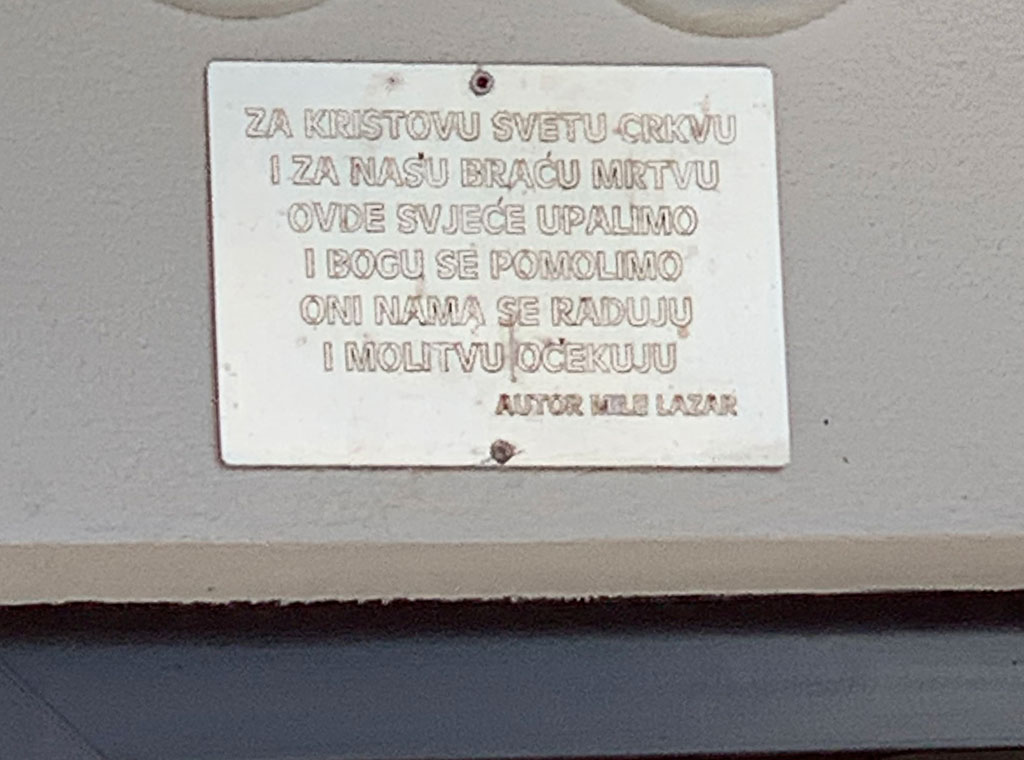 ZA KRISTOVU SVETU CRKVU
I ZA NAŠU BRAĆU MRTVU
OVDE SVJEĆE UPALIMO
I BOGU SE POMOLIMO
ONI NAMA SE RADUJU
I MOLITVU OČEKUJU
AUTOR MILE LAZAR